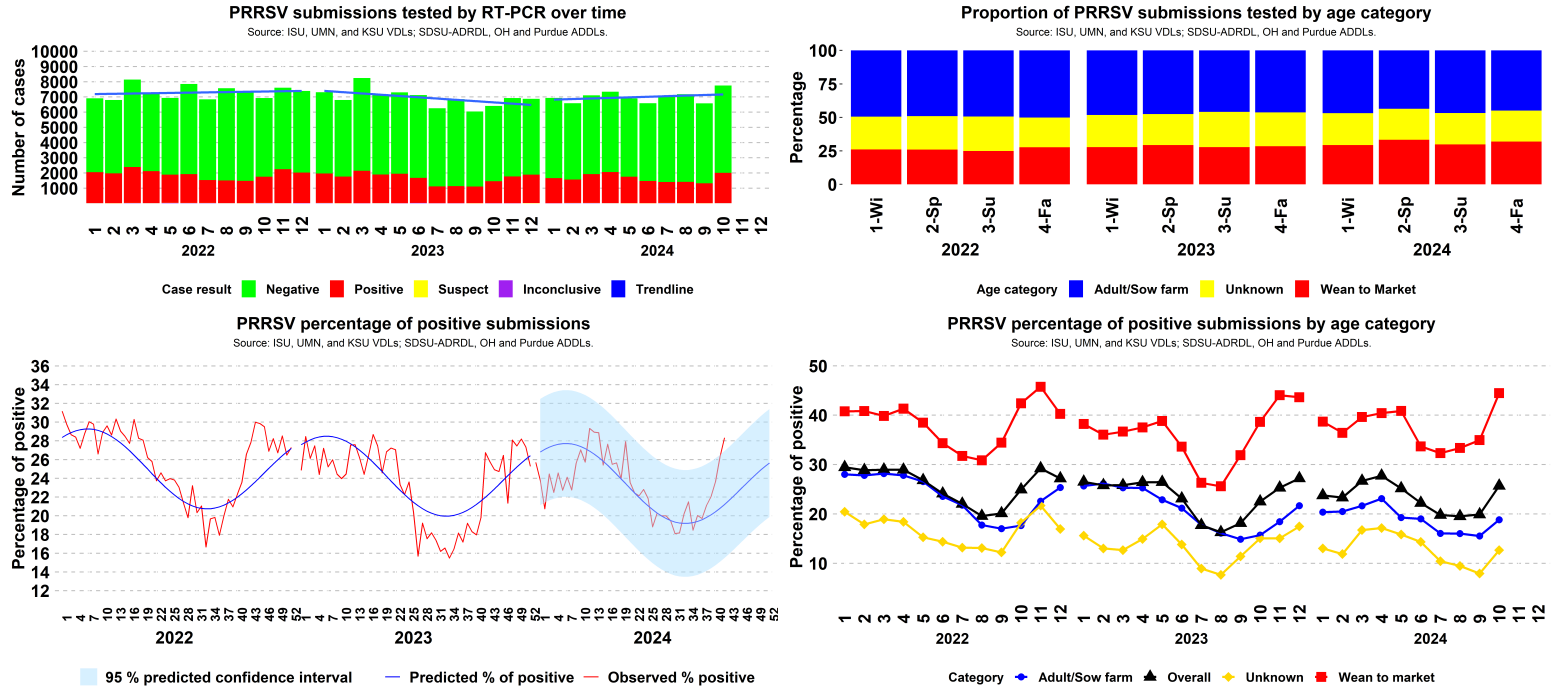 PRRSV submissions tested by RT-PCR over time
Source: ISU, UMN, and KSU VDLs; SDSU-ADRDL, OH and Purdue ADDLs.
Number of cases
10000
9000
8000
7000
6000
5000
4000
3000
2000
1000
1 2 3 4 5 6 7 8 9 10 11 12 1 2 3 4 5 6 7 8 9 10 11 12 1 2 3 4 5 6 7 8 9 10 11 12
2022 2023 2024
Case result Negative Positive Suspect Inconclusive Trendline
Proportion of PRRSV submissions tested by age category
Source: ISU, UMN, and KSU VDLs; SDSU-ADRDL, OH and Purdue ADDLs.
Percentage
100
75
50
25
0
1-Wi 2-Sp 3-Su 4-Fa 1-Wi 2-Sp 3-Su 4-Fa 1-Wi 2-Sp 3-Su 4-Fa
2022 2023 2024
Age category Adult/Sow farm Unknown Wean to Market
PRRSV percentage of positive submissions
Source: ISU, UMN, and KSU VDLs; SDSU-ADRDL, OH and Purdue ADDLs.
Percentage of positive
36
34
32
30
28
26
24
22
20
18
16
14
12
1 4 7 10 13 16 19 22 25 28 31 34 37 40 43 46 49 52 1 4 7 10 13 16 19 22 25 28 31 34 37 40 43 46 49 52 1 4 7 10 13 16 19 22 25 28 31 34 37 40 43 46 49 52
2022 2023 2024
95 % predicted confidence interval Predicted % of positive Observed % positive
PRRSV percentage of positive submissions by age category
Source: ISU, UMN, and KSU VDLs; SDSU-ADRDL, OH and Purdue ADDLs.
Percentage of positive
50
40
30
20
10
1 2 3 4 5 6 7 8 9 10 11 12 1 2 3 4 5 6 7 8 9 10 11 12 1 2 3 4 5 6 7 8 9 10 11 12
2022 2023 2024
Category Adult/Sow farm Overall Unknown Wean to market